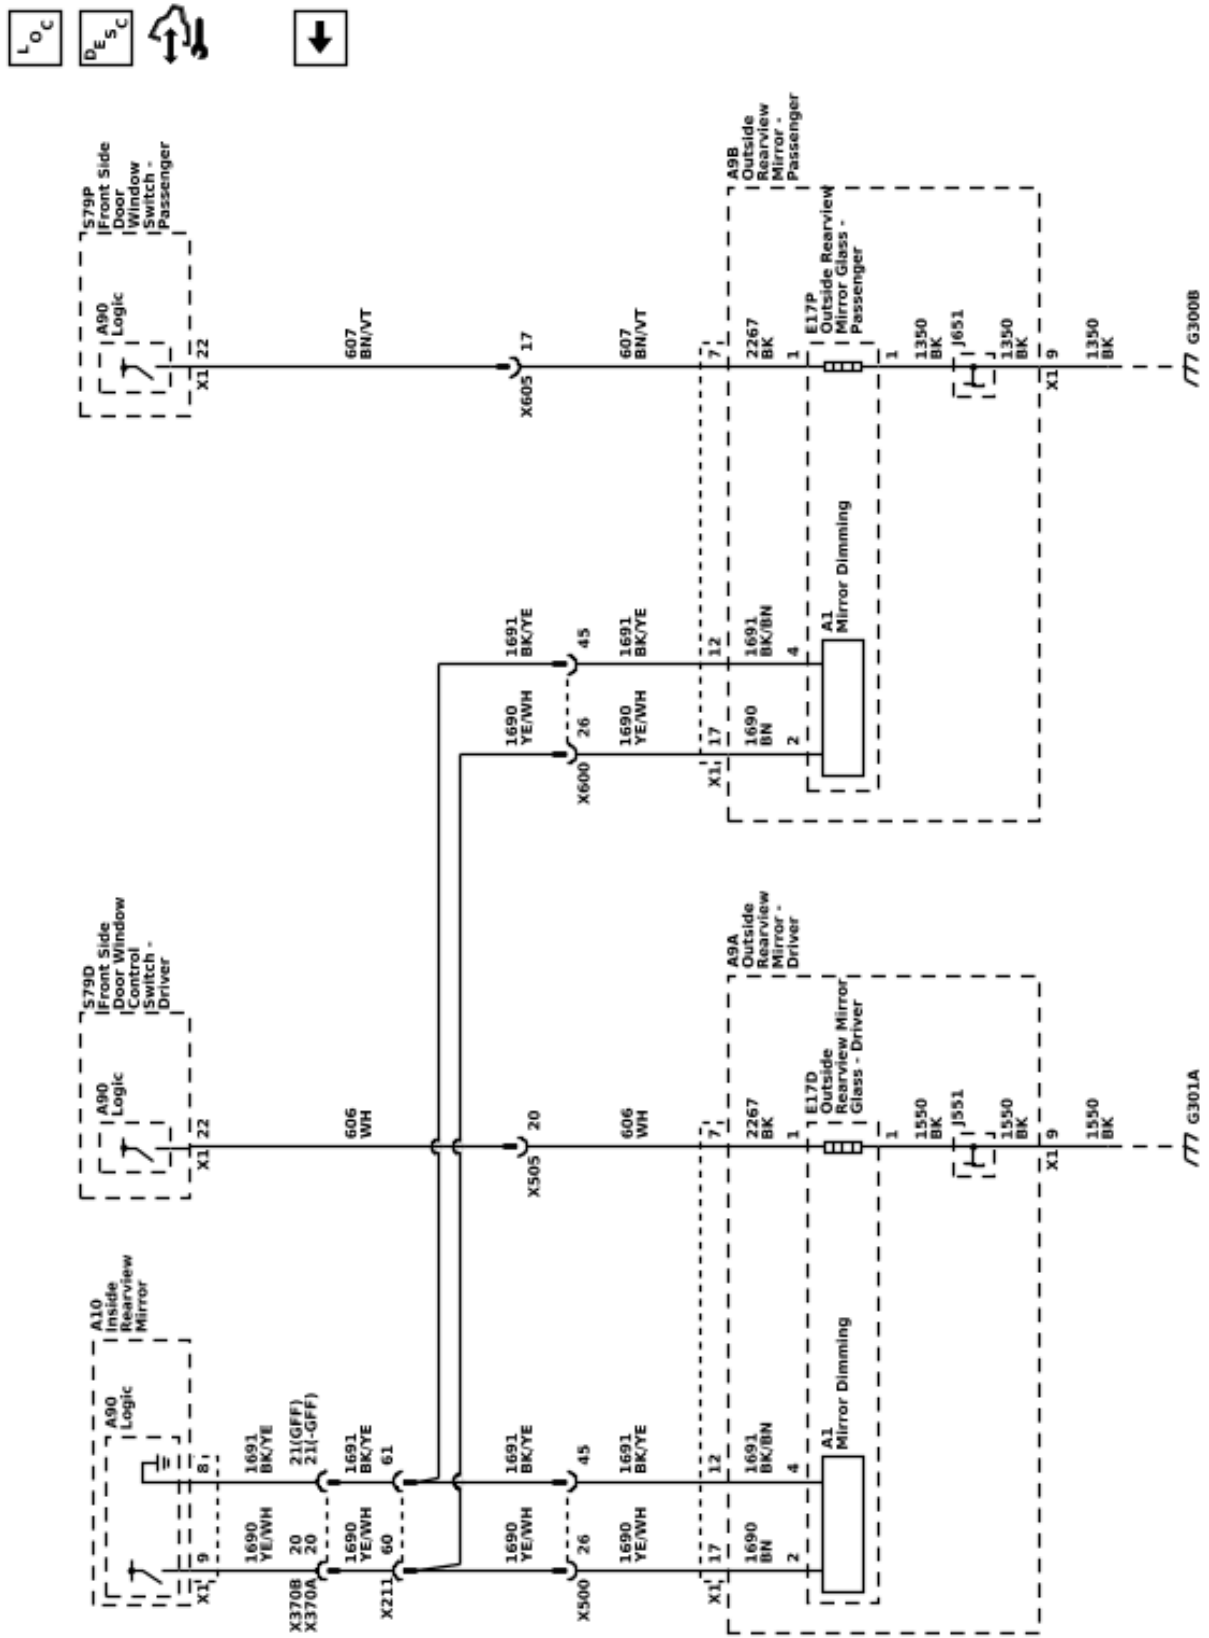 LOC
DESC
S79P
Front Side
Door
Window
Switch -
Passenger
A90
Logic
X1
22
607
BN/VT
X605
17
607
BN/VT
7
2267
BK
1
A9B
Outside
Rearview
Mirror -
Passenger
E17P
Outside Rearview
Mirror Glass -
Passenger
1
1350
BK
J651
1350
BK
X1
9
1350
BK
G300B
1691
BK/YE
45
1691
BK/YE
12
1691
BK/BN
4
A1
Mirror Dimming
1690
YE/WH
X600
26
1690
YE/WH
X1
17
1690
BN
2
S79D
Front Side
Door Window
Control
Switch -
Driver
A90
Logic
X1
22
606
WH
X505
20
606
WH
7
2267
BK
1
A9A
Outside
Rearview
Mirror -
Driver
E17D
Outside
Rearview Mirror
Glass - Driver
1
1550
BK
J551
1550
BK
X1
9
1550
BK
G301A
A10
Inside
Rearview
Mirror
A90
Logic
8
1691
BK/YE
21(GFF)
21(-GFF)
1691
BK/YE
61
1691
BK/YE
45
1691
BK/YE
12
1691
BK/BN
4
A1
Mirror Dimming
X1
9
1690
YE/WH
X370B
20
X370A
20
1690
YE/WH
X211
60
1690
YE/WH
X500
26
1690
YE/WH
X1
17
1690
BN
2